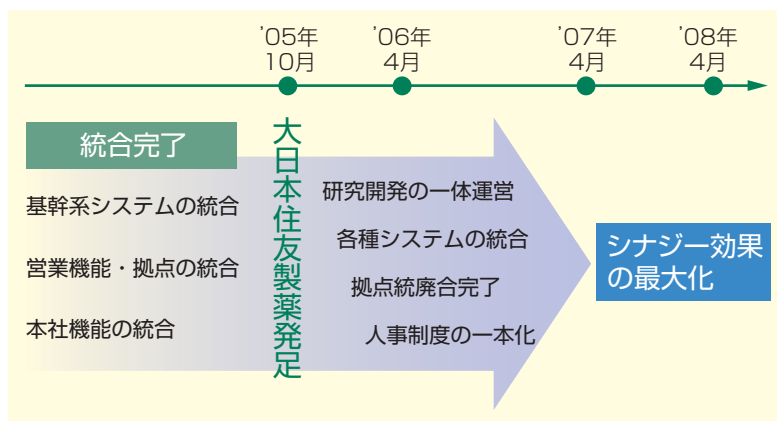 ’05年
10月
’06年
4月
’07年
4月
’08年
4月
統合完了
基幹系システムの統合
営業機能・拠点の統合
本社機能の統合
大日本住友製薬発足
研究開発の一体運営
各種システムの統合
拠点統廃合完了
人事制度の一本化
シナジー効果
の最大化